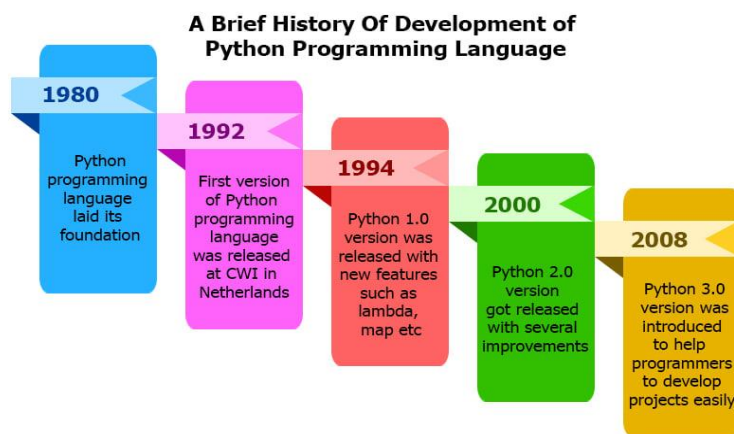 A Brief History Of Development of
Python Programming Language
1980
Python
programming
language
laid its
foundation
1992
First version
of Python
programming
language
was released
at CWI in
Netherlands
1994
Python 1.0
version was
released with
new features
such as
lambda,
map etc
2000
Python 2.0
version
got released
with several
improvements
2008
Python 3.0
version was
introduced
to help
programmers
to develop
projects easily